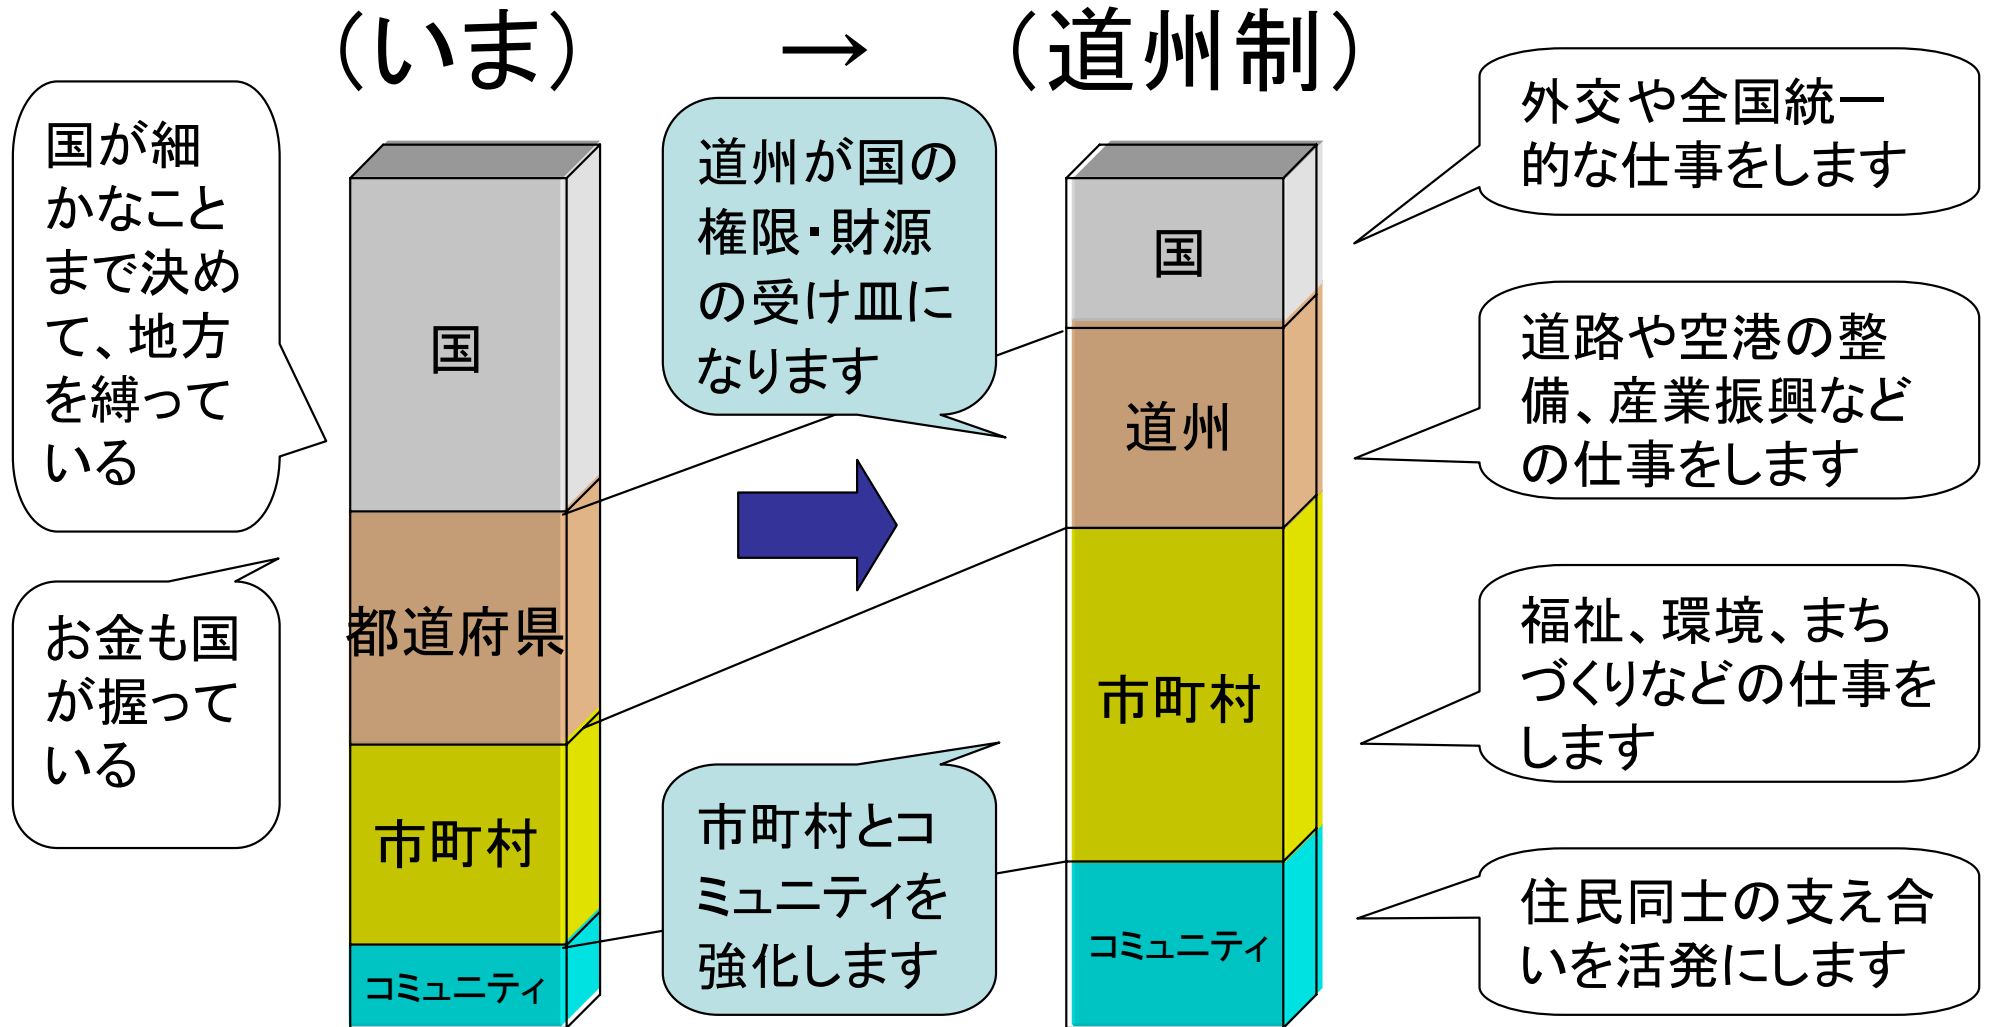 (いま) → (道州制)
国が細
かなこと
まで決め
て、地方
を縛って
いる
お金も国
が握って
いる
国
都道府県
市町村
コミュニティ
道州が国の
権限・財源
の受け皿に
なります
市町村とコ
ミュニティを
強化します
国
道州
市町村
コミュニティ
外交や全国統一
的な仕事をします
道路や空港の整
備、産業振興など
の仕事をします
福祉、環境、まち
づくりなどの仕事を
します
住民同士の支え合
いを活発にします